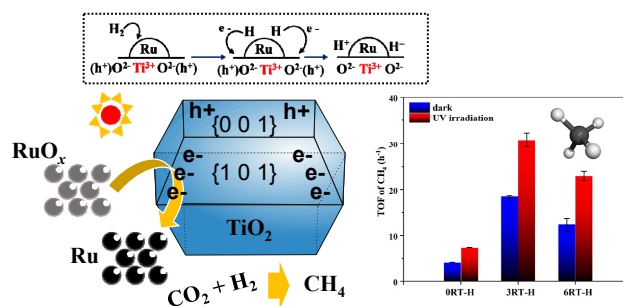 H₂ e - H H e - H⁺ H⁻
Ru Ru Ru
(h⁺)O²⁻Ti³⁺O²⁻(h⁺) (h⁺)O²⁻Ti³⁺ O²⁻(h⁺) O²⁻Ti³⁺ O²⁻
h+ h+
{0 0 1}
RuOₓ
e- {1 0 1} e-
e- e-
e- e-
TiO₂
Ru
CO₂ + H₂ CH₄
dark
UV irradiation
TOF of CH₄ (h⁻¹)
40
30
20
10
0
0RT-H 3RT-H 6RT-H